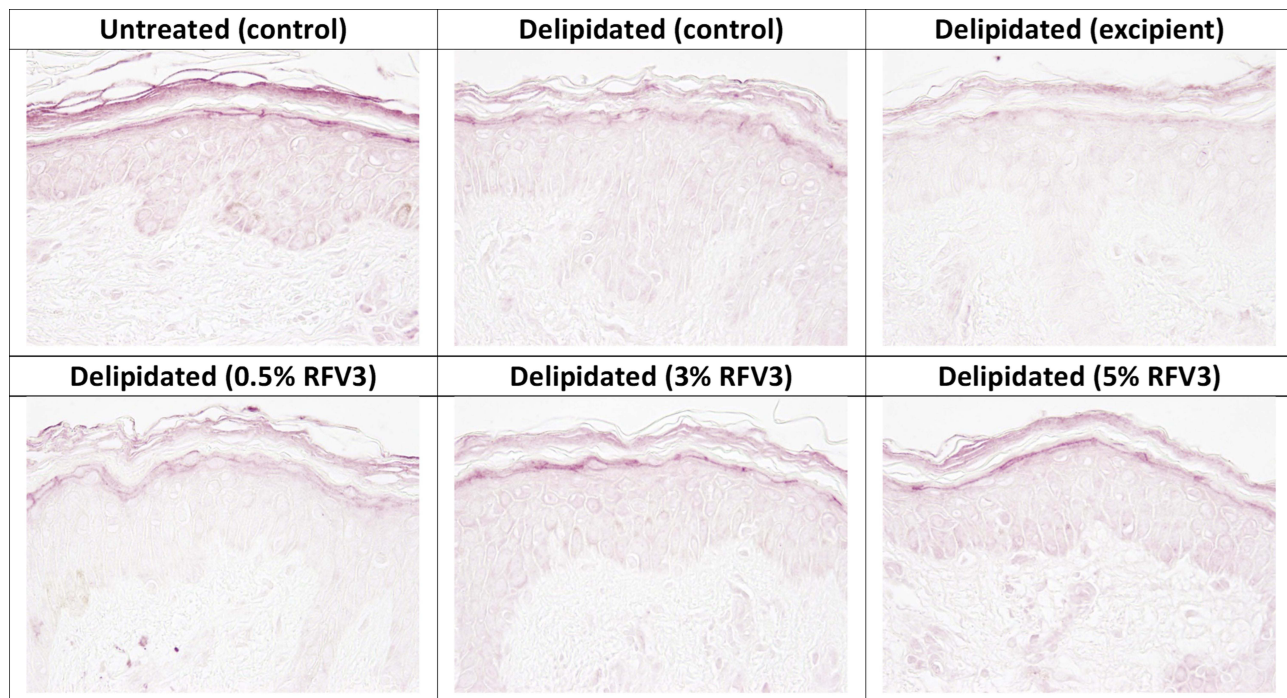 Untreated (control)
Delipidated (control)
Delipidated (excipient)
Delipidated (0.5% RFV3)
Delipidated (3% RFV3)
Delipidated (5% RFV3)